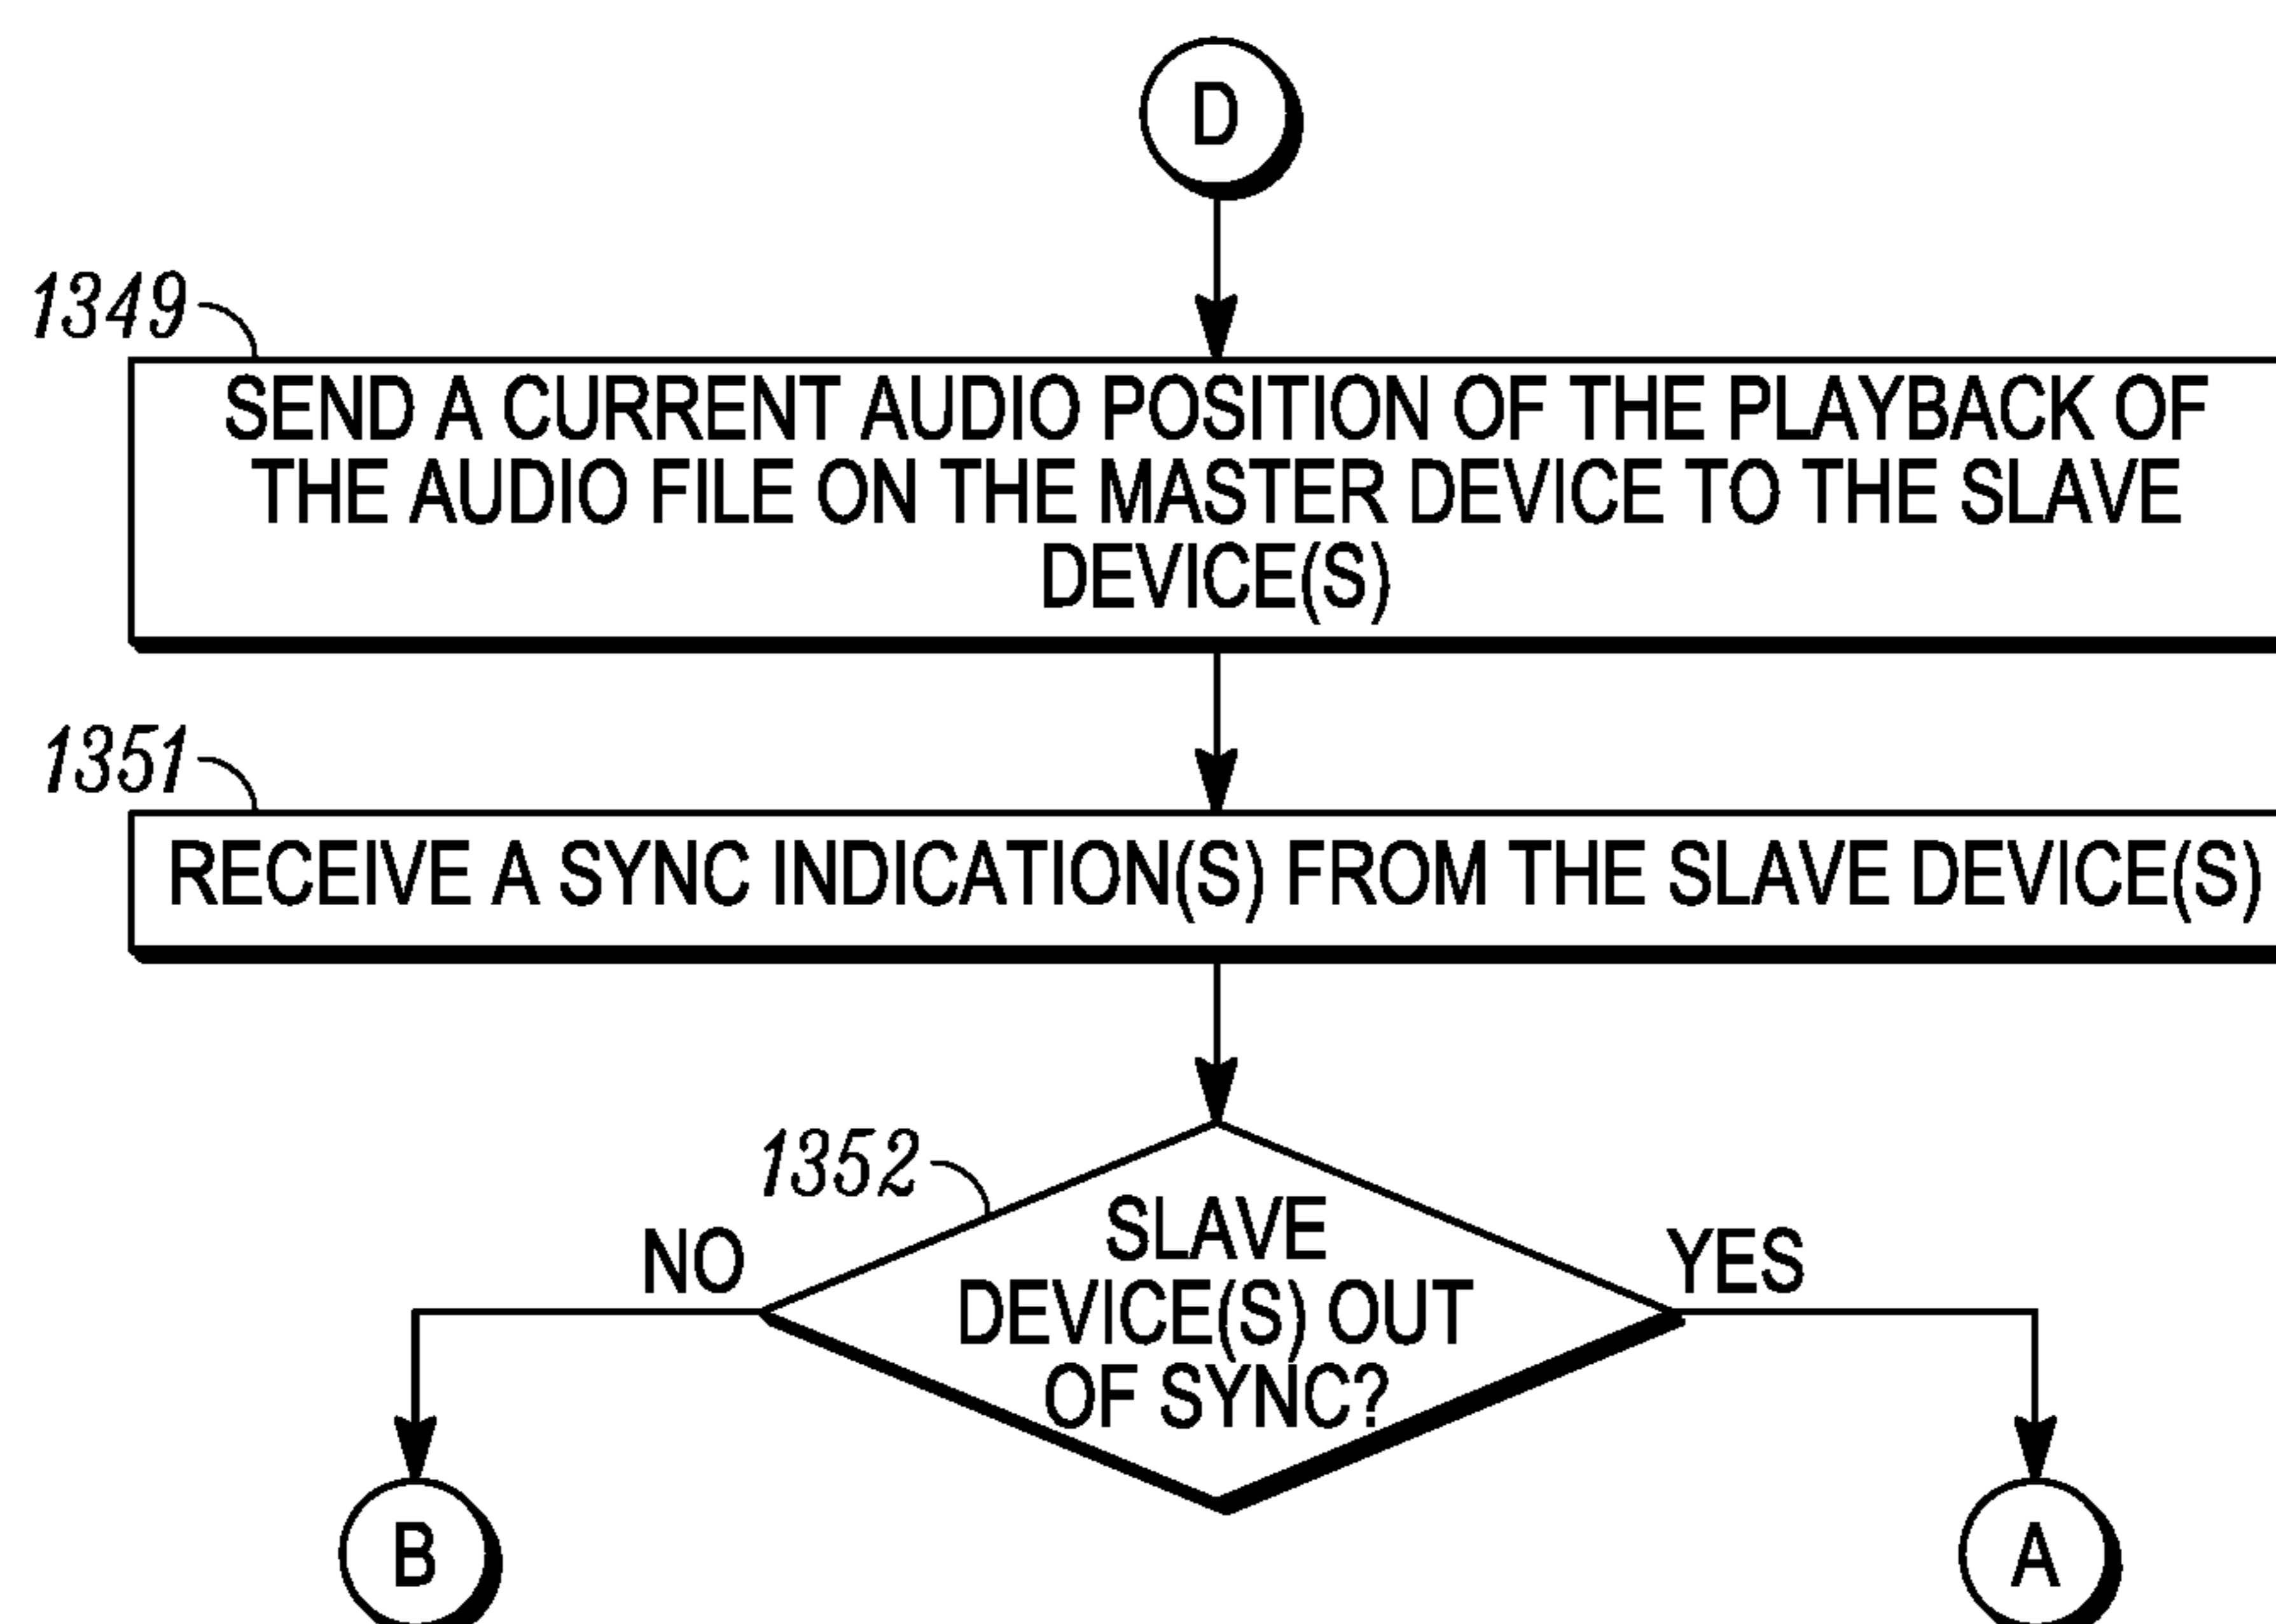 D
1349
SEND A CURRENT AUDIO POSITION OF THE PLAYBACK OF
THE AUDIO FILE ON THE MASTER DEVICE TO THE SLAVE
DEVICE(S)
1351
RECEIVE A SYNC INDICATION(S) FROM THE SLAVE DEVICE(S)
1352
SLAVE
DEVICE(S) OUT
OF SYNC?
NO
YES
B
A